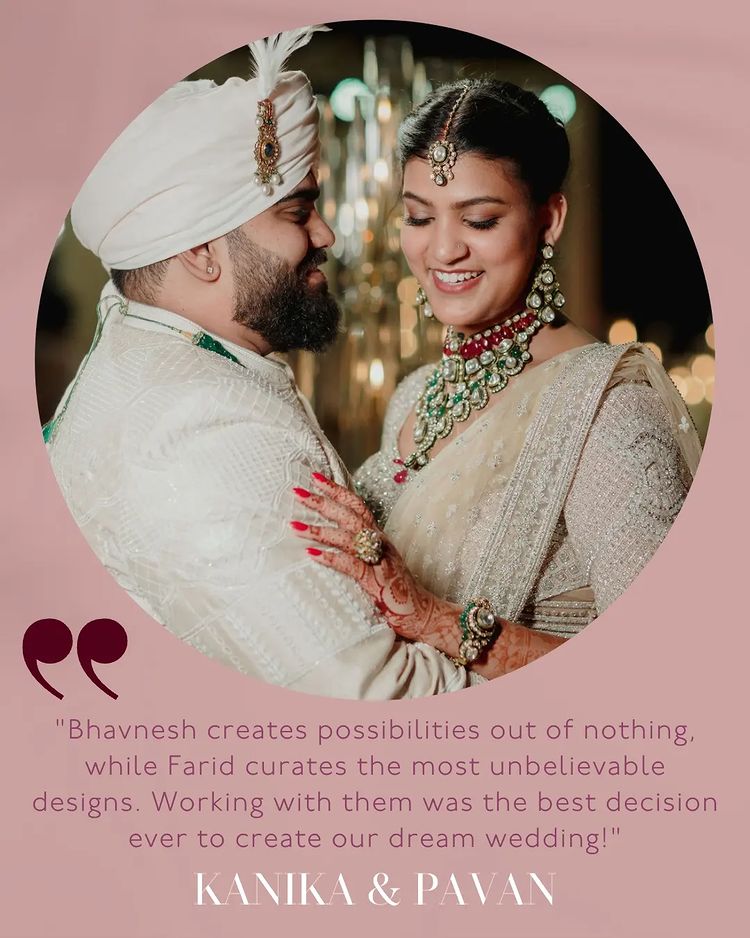 "Bhavnesh creates possibilities out of nothing,
while Farid curates the most unbelievable
designs. Working with them was the best decision
ever to create our dream wedding!"
KANIKA & PAVAN